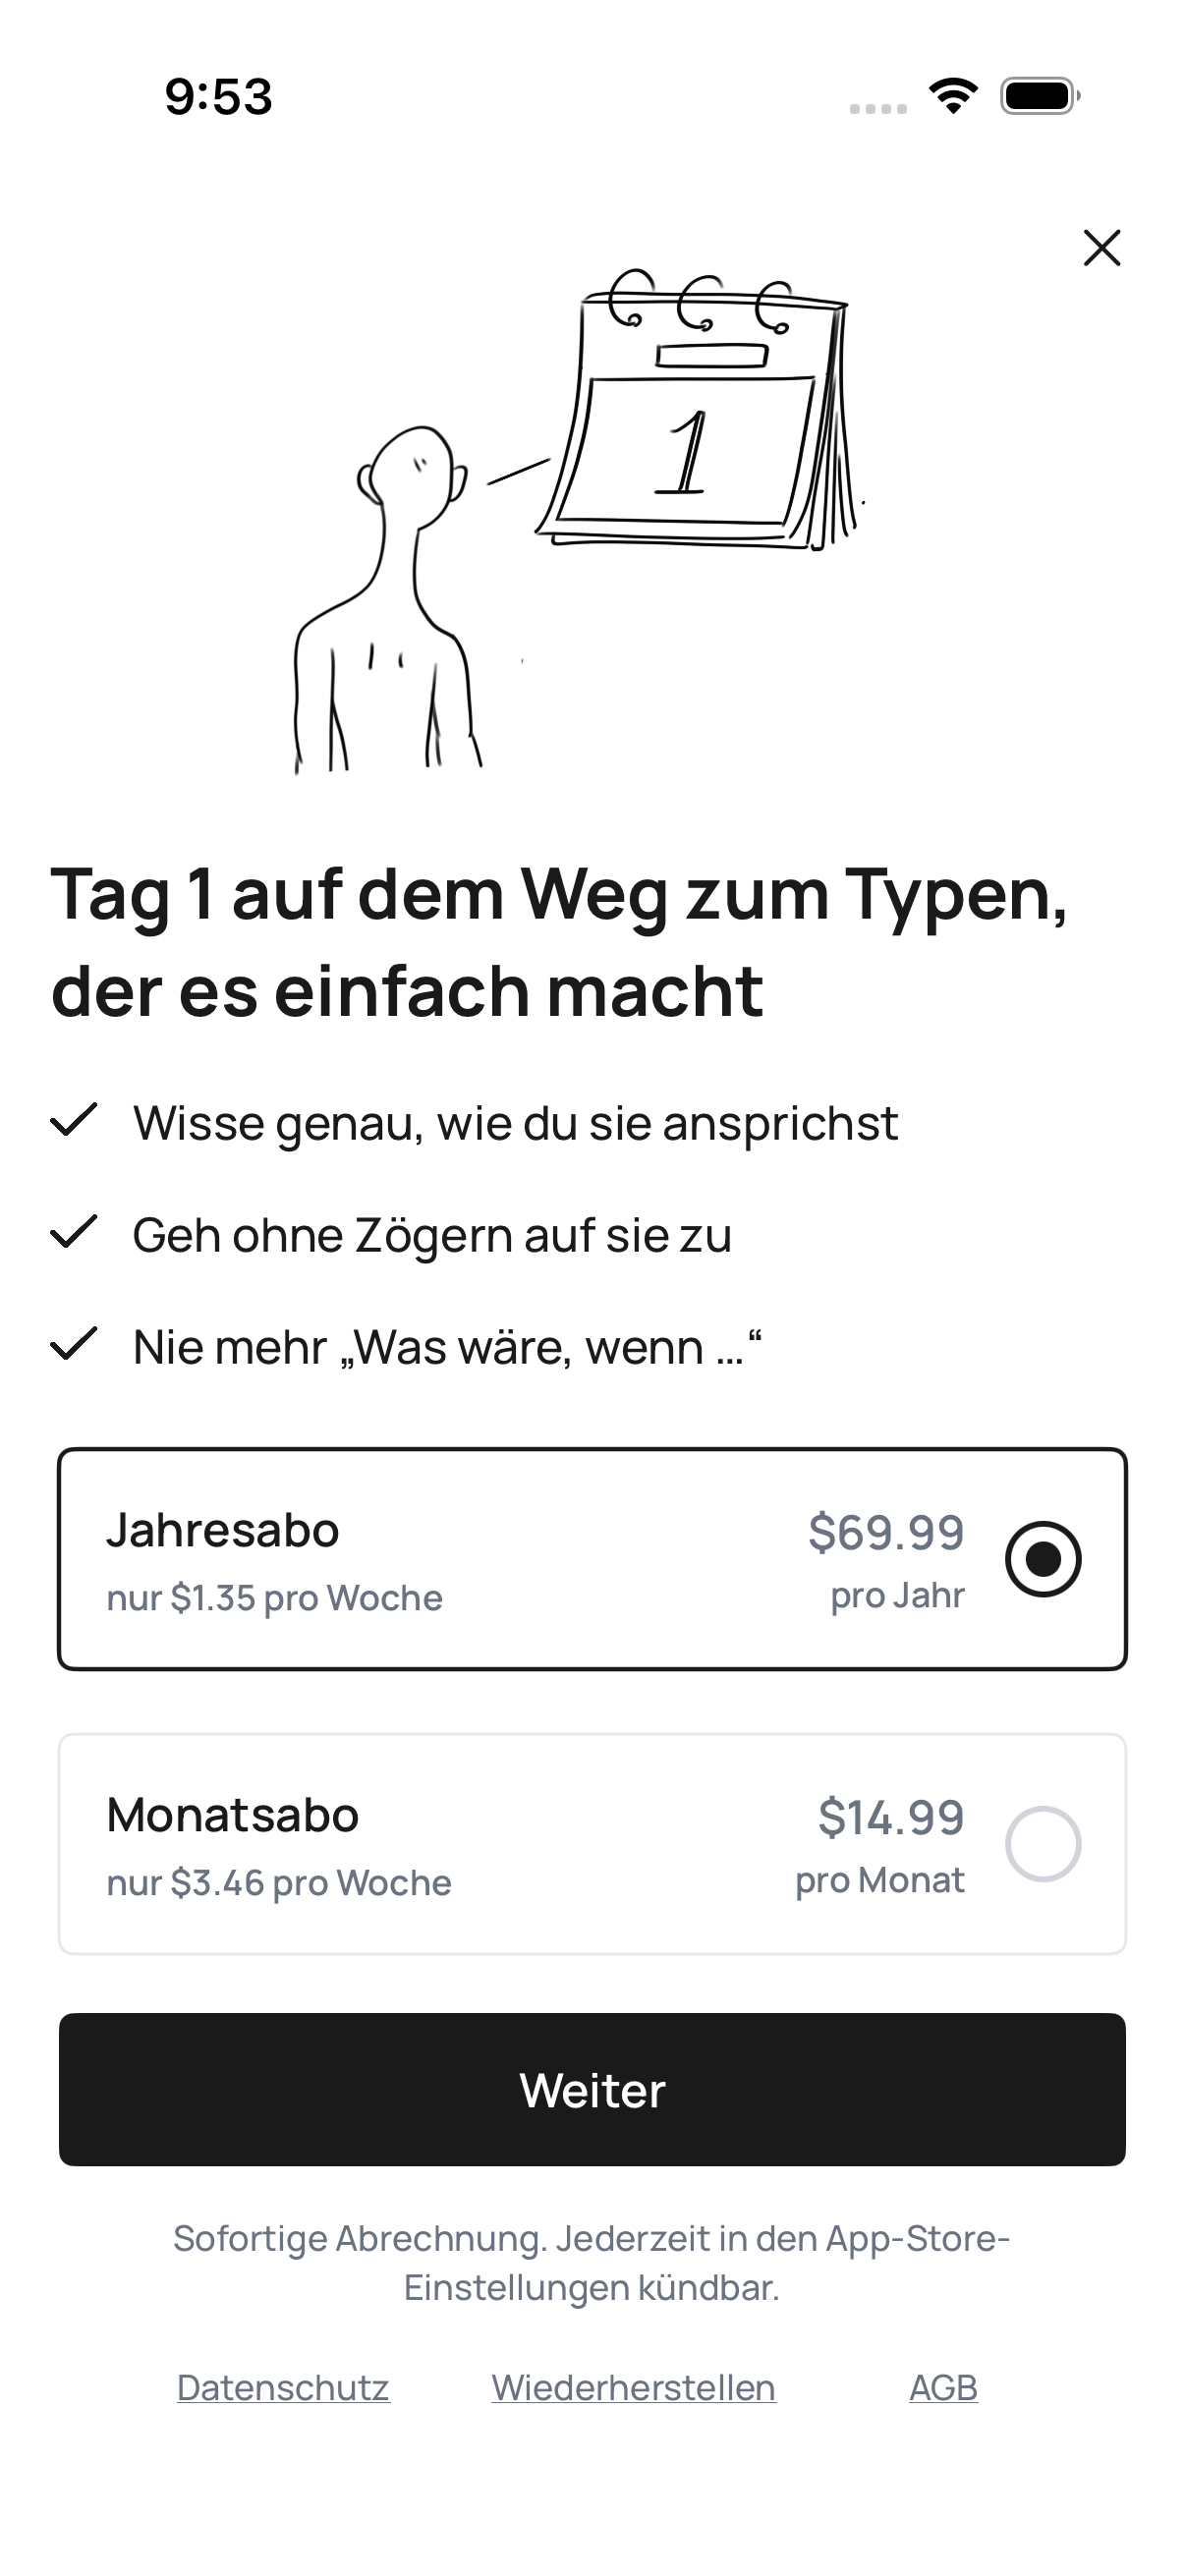 9:53
1
Tag 1 auf dem Weg zum Typen,
der es einfach macht
Wisse genau, wie du sie ansprichst
Geh ohne Zögern auf sie zu
Nie mehr „Was wäre, wenn ...“
Jahresabo
$69.99
nur $1.35 pro Woche
pro Jahr
Monatsabo
$14.99
nur $3.46 pro Woche
pro Monat
Weiter
Sofortige Abrechnung. Jederzeit in den App-Store-
Einstellungen kündbar.
Datenschutz
Wiederherstellen
AGB